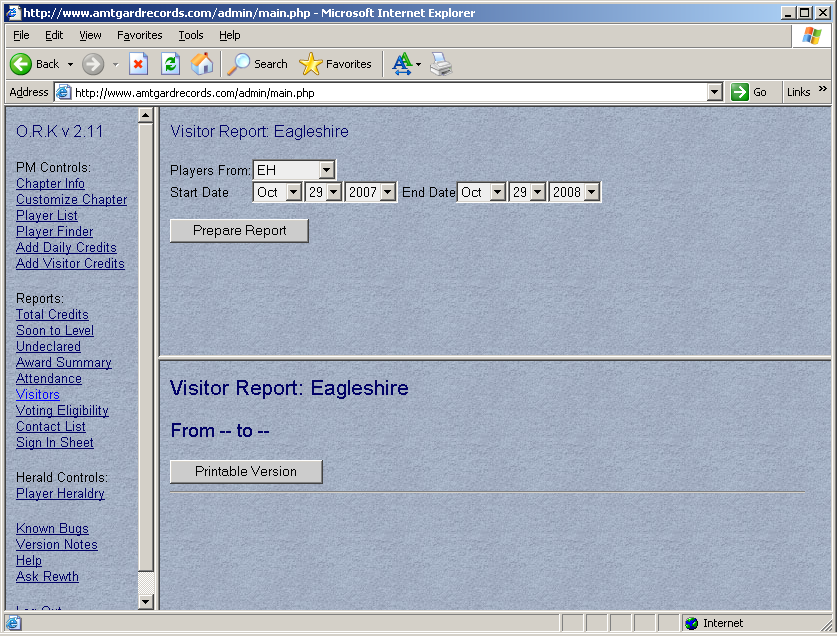 http://www.amtgardrecords.com/admin/main.php - Microsoft Internet Explorer
File Edit View Favorites Tools Help
Back Search Favorites
Address http://www.amtgardrecords.com/admin/main.php Go Links »
O.R.K v 2.11
PM Controls:
Chapter Info
Customize Chapter
Player List
Player Finder
Add Daily Credits
Add Visitor Credits
Reports:
Total Credits
Soon to Level
Undeclared
Award Summary
Attendance
Visitors
Voting Eligibility
Contact List
Sign In Sheet
Herald Controls:
Player Heraldry
Known Bugs
Version Notes
Help
Ask Rewth
Log Out
Visitor Report: Eagleshire
Players From: EH
Start Date Oct 29 2007 End Date Oct 29 2008
Prepare Report
Visitor Report: Eagleshire
From -- to --
Printable Version
Internet